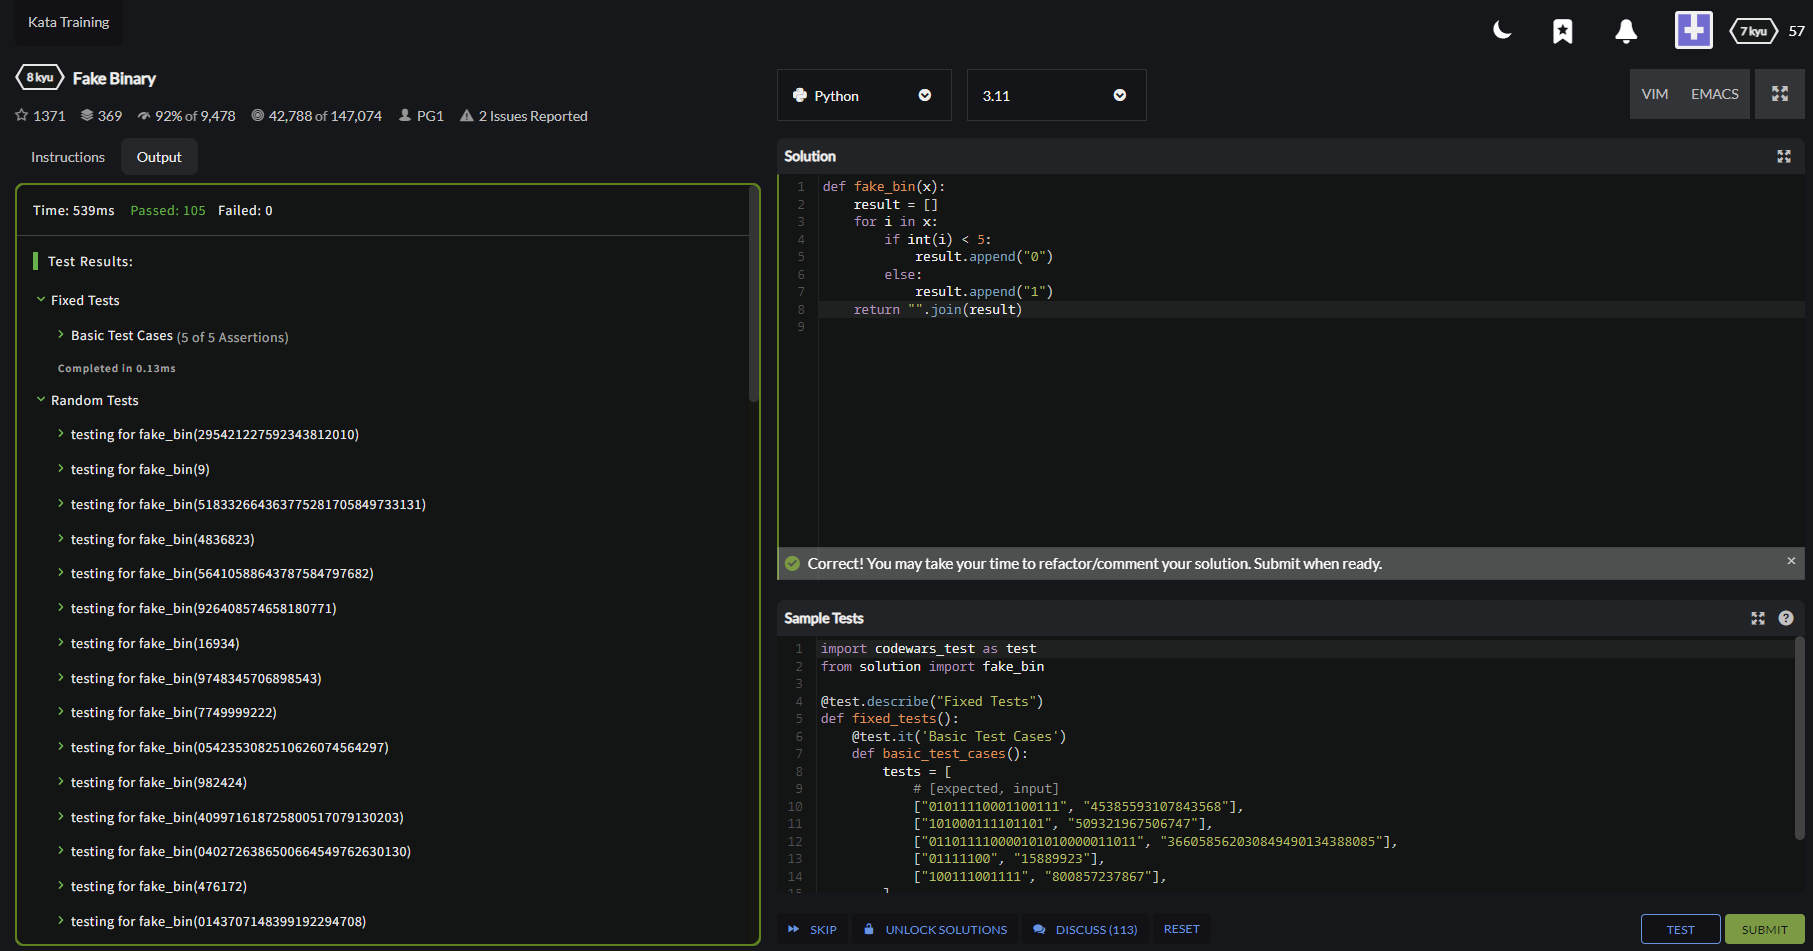 Kata Training
7 kyu
57
8 kyu
Fake Binary
1371
369
92% of 9,478
42,788 of 147,074
PG1
2 Issues Reported
Instructions
Output
Time: 539ms Passed: 105 Failed: 0
Test Results:
Fixed Tests
Basic Test Cases (5 of 5 Assertions)
Completed in 0.13ms
Random Tests
testing for fake_bin(295421227592343812010)
testing for fake_bin(9)
testing for fake_bin(5183326643637752817058497​33131)
testing for fake_bin(4836823)
testing for fake_bin(56410588643787584797682)
testing for fake_bin(926408574658180771)
testing for fake_bin(16934)
testing for fake_bin(9748345706898543)
testing for fake_bin(7749999222)
testing for fake_bin(0542353082510626074564297)
testing for fake_bin(982424)
testing for fake_bin(409971618725800517079130203)
testing for fake_bin(0402726386500664549762630130)
testing for fake_bin(476172)
testing for fake_bin(0143707148399192294708)
Python
3.11
VIM
EMACS
Solution
1 def fake_bin(x):
2     result = []
3     for i in x:
4         if int(i) < 5:
5             result.append("0")
6         else:
7             result.append("1")
8     return "".join(result)
9
Correct! You may take your time to refactor/comment your solution. Submit when ready.
Sample Tests
1 import codewars_test as test
2 from solution import fake_bin
3
4 @test.describe("Fixed Tests")
5 def fixed_tests():
6     @test.it('Basic Test Cases')
7     def basic_test_cases():
8         tests = [
9             # [expected, input]
10             ["01011110001100111", "45385593107843568"],
11             ["101000111101101", "509321967506747"],
12             ["011011110000101010000011011", "366058562030849490134388085"],
13             ["01111100", "15889923"],
14             ["100111001111", "800857237867"],
15         ]
SKIP
UNLOCK SOLUTIONS
DISCUSS (113)
RESET
TEST
SUBMIT